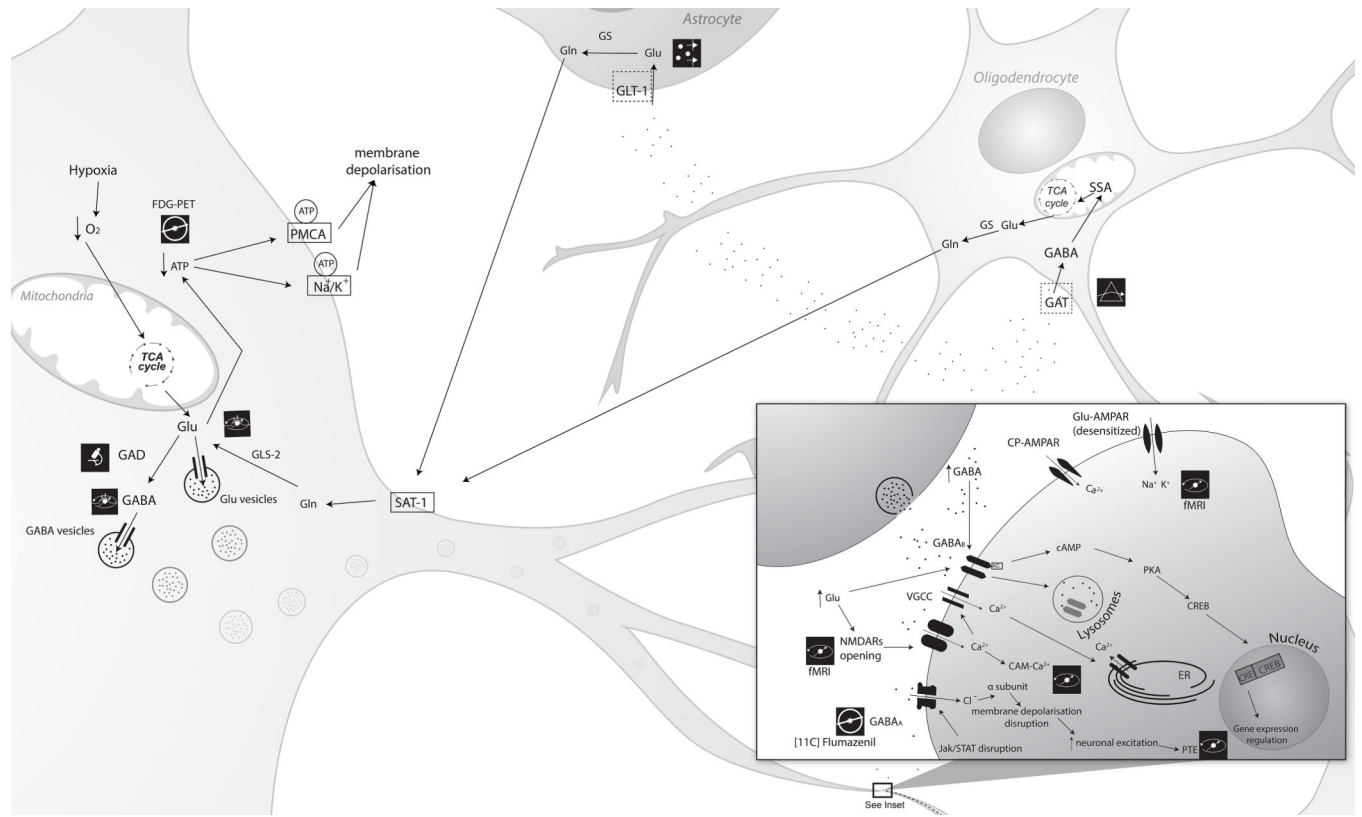 Astrocyte
GS
Gln
Glu
GLT-1
Oligodendrocyte
TCA
cycle
SSA
GS
Glu
Gln
GABA
GAT
Hypoxia
O₂
membrane
depolarisation
FDG-PET
ATP
ATP
PMCA
ATP
Na⁺/K⁺
Mitochondria
TCA
cycle
Glu
GAD
GLS-2
GABA
Glu vesicles
GABA vesicles
Gln
SAT-1
Glu-AMPAR
(desensitized)
CP-AMPAR
GABA
Ca²⁺
Na⁺ K⁺
fMRI
GABA_B
AC
cAMP
PKA
Glu
VGCC
Ca²⁺
Lysosomes
CREB
NMDARs
opening
fMRI
Ca²⁺
CAM-Ca²⁺
Ca²⁺
ER
Nucleus
CRE
CREB
Cl⁻
α subunit
GABA_A
membrane depolarisation
disruption
Gene expression
regulation
[11C] Flumazenil
Jak/STAT disruption
neuronal excitation
PTE
See Inset